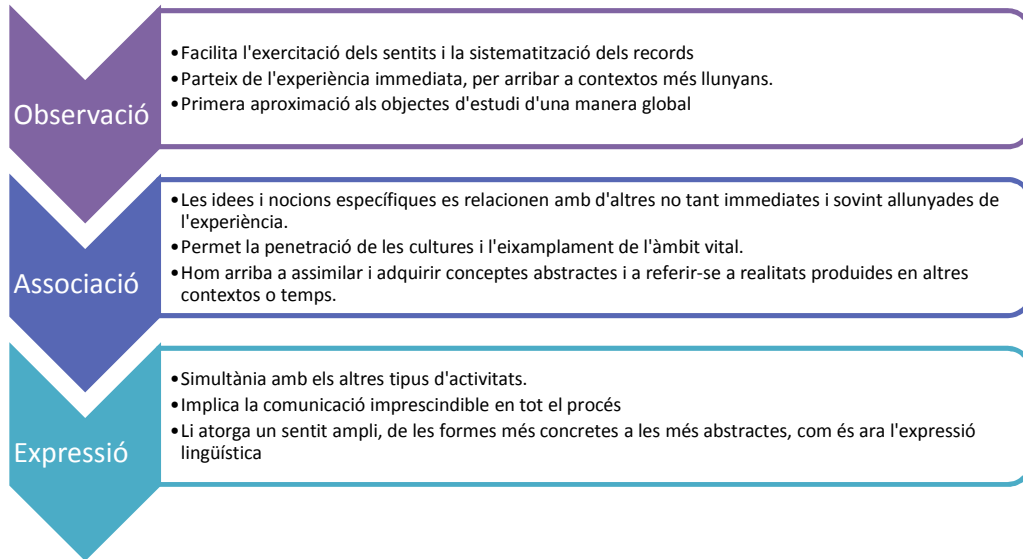 Observació
•Facilita l'exercitació dels sentits i la sistematització dels records
•Parteix de l'experiència immediata, per arribar a contextos més llunyans.
•Primera aproximació als objectes d'estudi d'una manera global
Associació
•Les idees i nocions específiques es relacionen amb d'altres no tant immediates i sovint allunyades de
l'experiència.
•Permet la penetració de les cultures i l'eixamplament de l'àmbit vital.
•Hom arriba a assimilar i adquirir conceptes abstractes i a referir-se a realitats produides en altres
contextos o temps.
Expressió
•Simultània amb els altres tipus d'activitats.
•Implica la comunicació imprescindible en tot el procés
•Li atorga un sentit ampli, de les formes més concretes a les més abstractes, com és ara l'expressió
lingüística